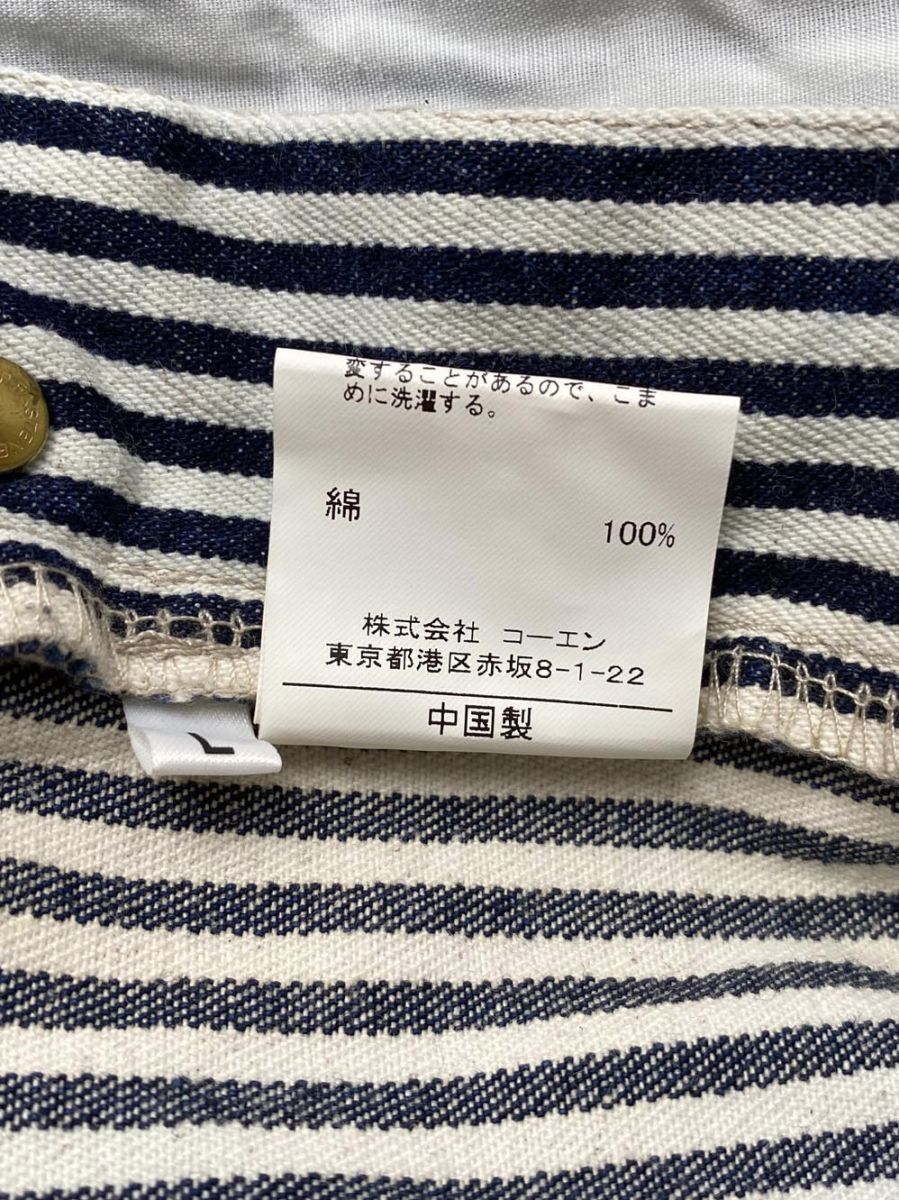 変することがあるので、こま
めに洗濯する。
綿 100%
株式会社 コーエン
東京都港区赤坂8-1-22
中国製
L